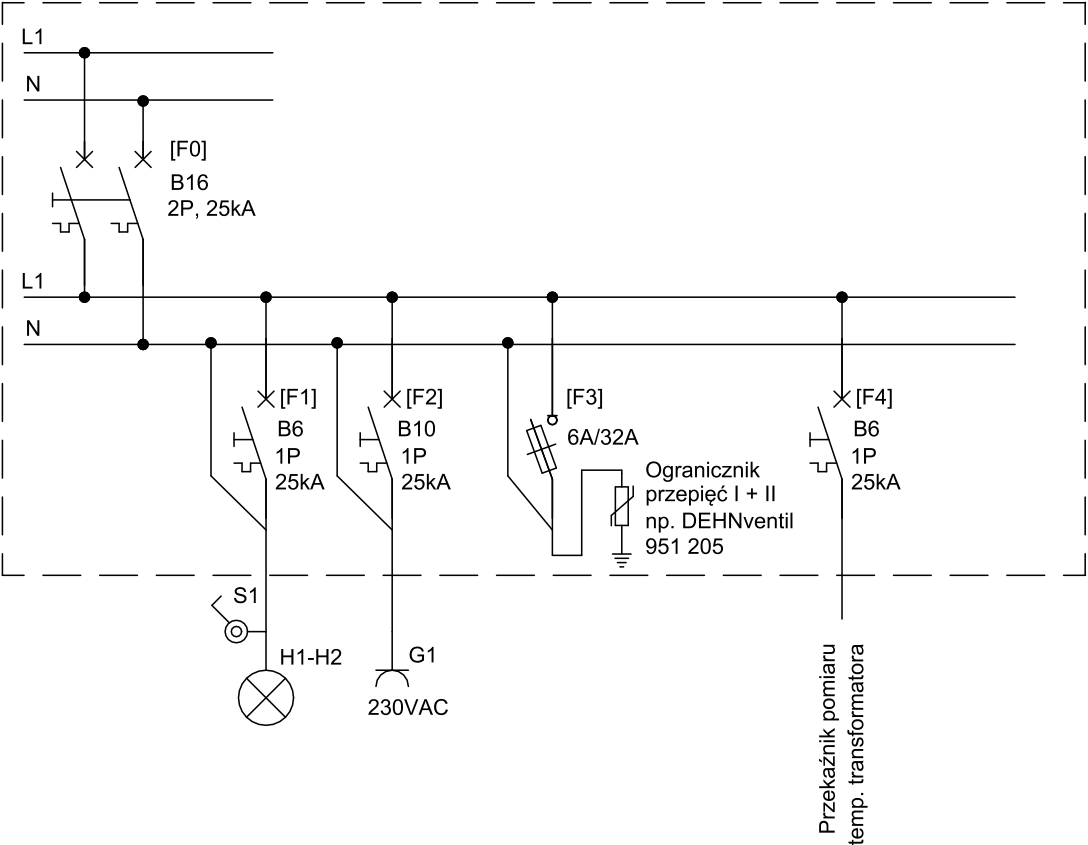 L1
N
[F0]
B16
2P, 25kA
L1
N
[F1]
B6
1P
25kA
[F2]
B10
1P
25kA
[F3]
6A/32A
Ogranicznik
przepięć I + II
np. DEHNventil
951 205
[F4]
B6
1P
25kA
S1
H1-H2
G1
230VAC
Przekaźnik pomiaru
temp. transformatora